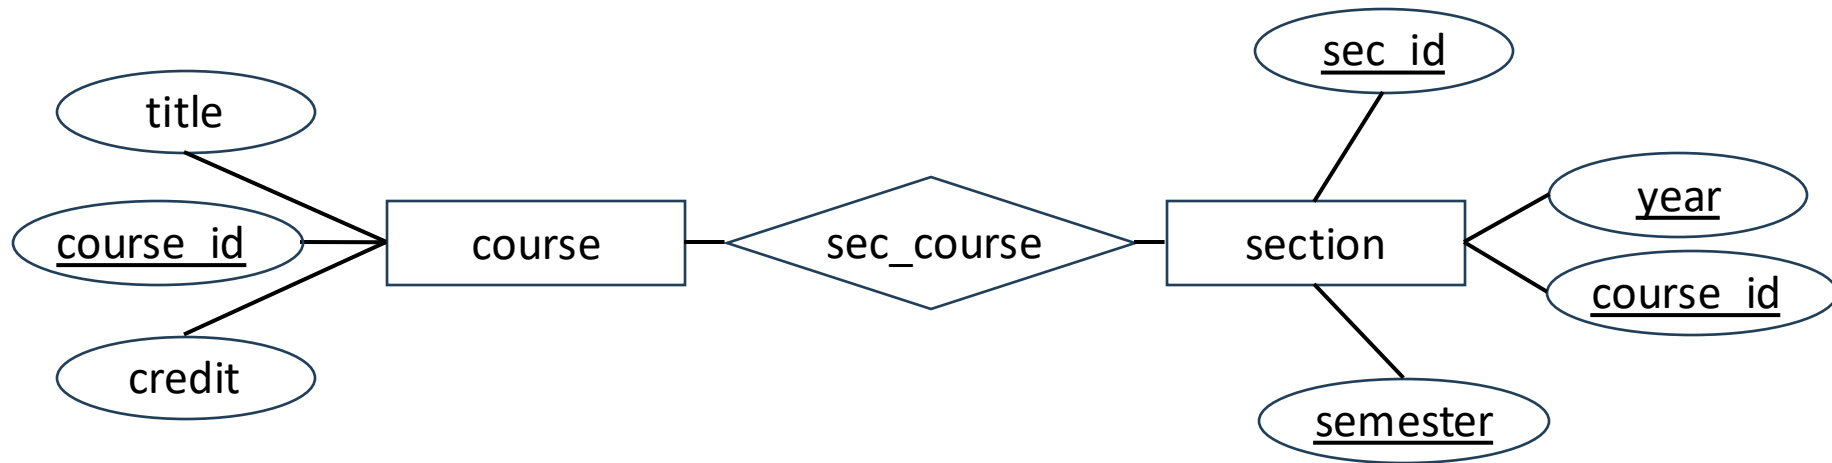 sec_id
title
year
course_id
course
sec_course
section
course_id
credit
semester